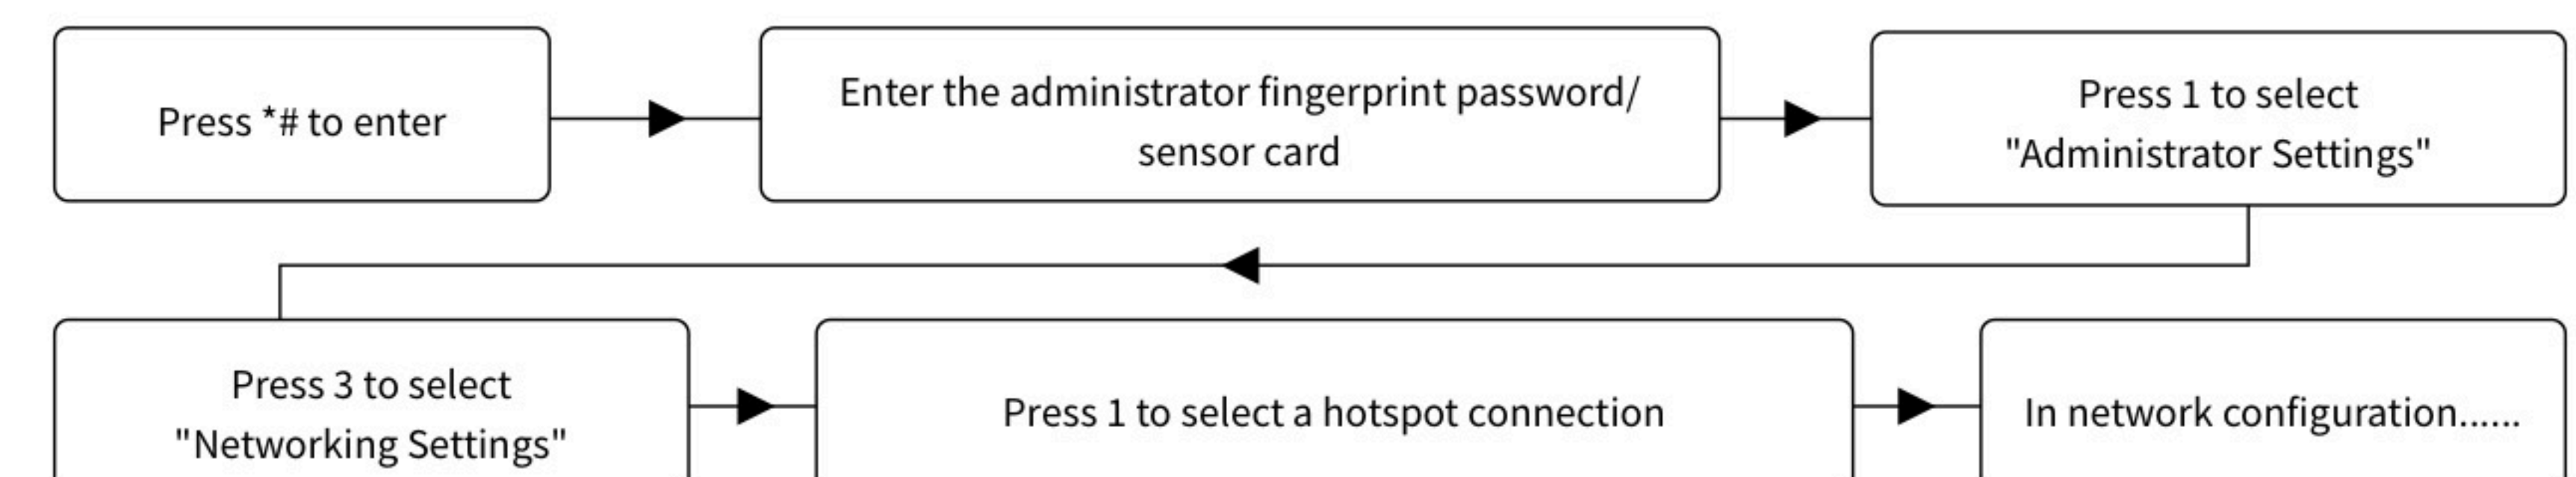 Press *# to enter
Enter the administrator fingerprint password/
sensor card
Press 1 to select
"Administrator Settings"
Press 3 to select
"Networking Settings"
Press 1 to select a hotspot connection
In network configuration......